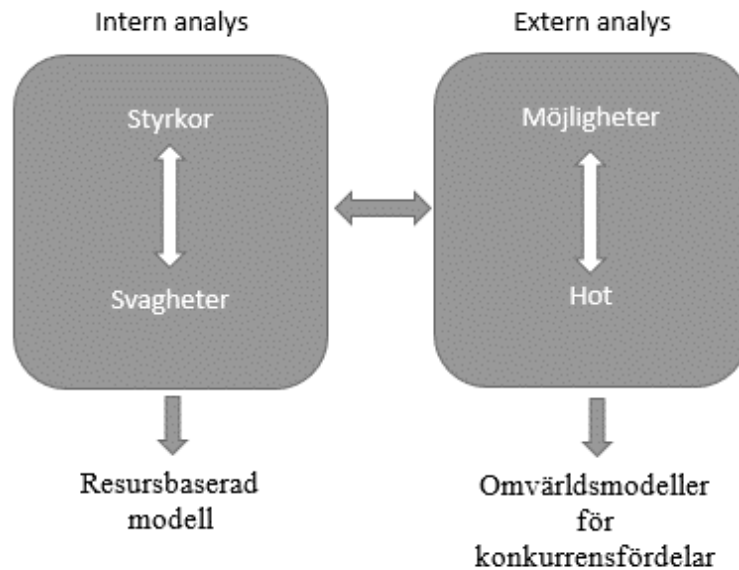 Intern analys
Extern analys
Styrkor
Svagheter
Möjligheter
Hot
Resursbaserad
modell
Omvärldsmodeller
för
konkurrensfördelar